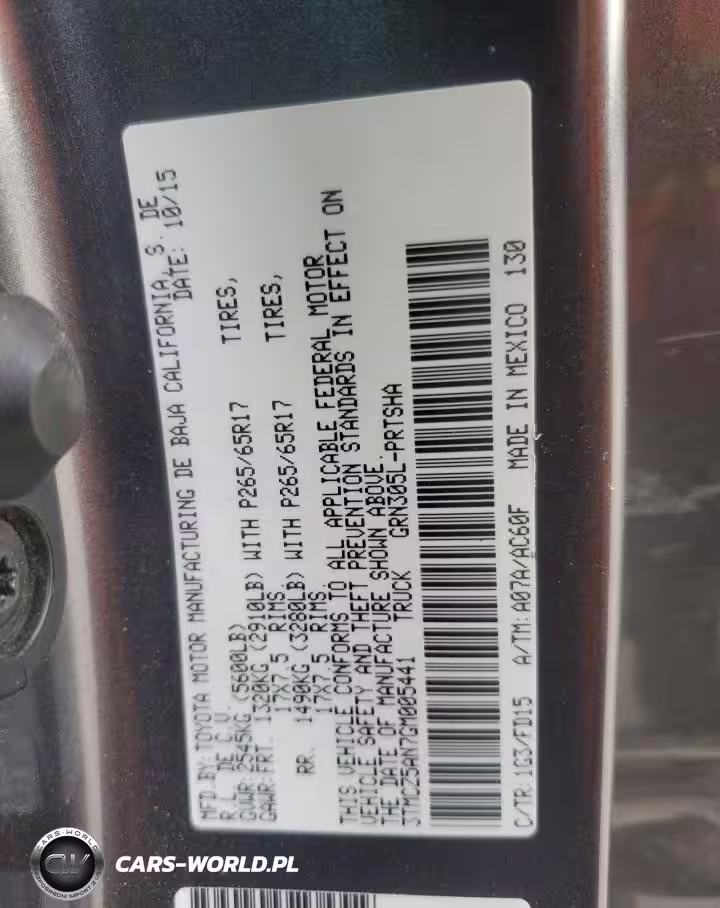 MFD.BY:TOYOTA MOTOR MANUFACTURING DE BAJA CALIFORNIA, S. DE
R.L. DE C.V. DATE: 10/15
GVWR:2545KG (5600LB)
GAWR:FRT. 1320KG (2910LB) WITH P265/65R17 TIRES,
17X7.5 RIMS.
RR. 1490KG (3280LB) WITH P265/65R17 TIRES,
17X7.5 RIMS.
THIS VEHICLE CONFORMS TO ALL APPLICABLE FEDERAL MOTOR
VEHICLE SAFETY AND THEFT PREVENTION STANDARDS IN EFFECT ON
THE DATE OF MANUFACTURE SHOWN ABOVE.
3TMCZ5AN7GM005441 TRUCK GRN305L-PRTSHA
C/TR:1G3/FD15 A/TM:A07A/AC60F MADE IN MEXICO 130
CARS-WORLD.PL